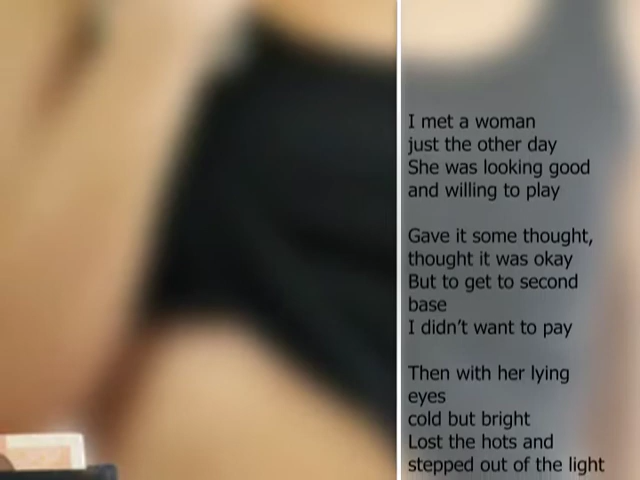 I met a woman
just the other day
She was looking good
and willing to play
Gave it some thought,
thought it was okay
But to get to second
base
I didn't want to pay
Then with her lying
eyes
cold but bright
Lost the hots and
stepped out of the light